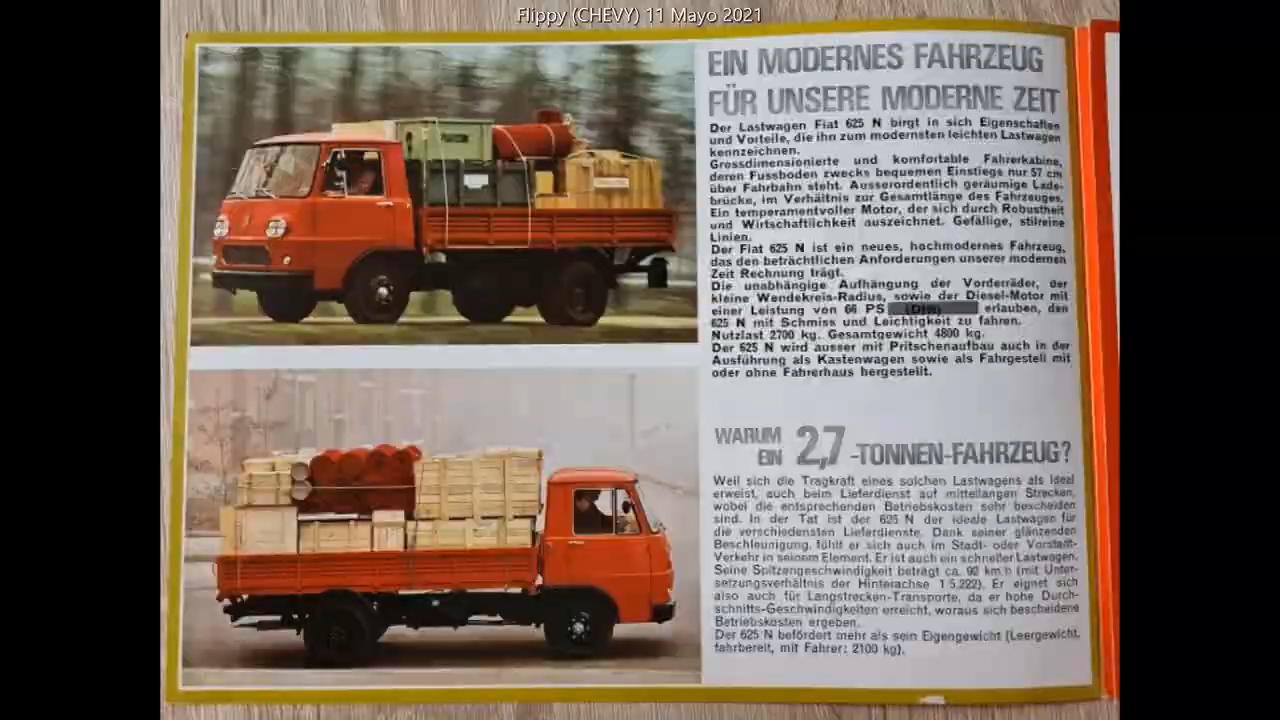 Flippy (CHEVY) 11 Mayo 2021
EIN MODERNES FAHRZEUG
FÜR UNSERE MODERNE ZEIT
Der Lastwagen Fiat 625 N birgt in sich Eigenschaften
und Vorteile, die ihn zum modernsten leichten Lastwagen
kennzeichnen.
Grossdimensionierte und komfortable Fahrerkabine,
deren Fussboden zwecks bequemen Einstiegs nur 57 cm
über Fahrbahn steht. Ausserordentlich geräumige Lade-
brücke, im Verhältnis zur Gesamtlänge des Fahrzeuges.
Ein temperamentvoller Motor, der sich durch Robustheit
und Wirtschaftlichkeit auszeichnet. Gefällige, stilreine
Linien.
Der Fiat 625 N ist ein neues, hochmodernes Fahrzeug,
das den beträchtlichen Anforderungen unserer modernen
Zeit Rechnung trägt.
Die unabhängige Aufhängung der Vorderräder, der
kleine Wendekreis-Radius, sowie der Diesel-Motor mit
einer Leistung von 66 PS (DIN) erlauben, den
625 N mit Schmiss und Leichtigkeit zu fahren.
Nutzlast 2700 kg. Gesamtgewicht 4800 kg.
Der 625 N wird ausser mit Pritschenaufbau auch in der
Ausführung als Kastenwagen sowie als Fahrgestell mit
oder ohne Fahrerhaus hergestellt.
WARUM
EIN 2,7-TONNEN-FAHRZEUG?
Weil sich die Tragkraft eines solchen Lastwagens als ideal
erweist, auch beim Lieferdienst auf mittellangen Strecken,
wobei die entsprechenden Betriebskosten sehr bescheiden
sind. In der Tat ist der 625 N der ideale Lastwagen für
die verschiedensten Lieferdienste. Dank seiner glänzenden
Beschleunigung, fühlt er sich auch im Stadt- oder Vorstadt-
Verkehr in seinem Element. Er ist auch ein schneller Lastwagen.
Seine Spitzengeschwindigkeit beträgt ca. 92 km/h (mit Unter-
setzungsverhältnis der Hinterachse 1:5,222). Er eignet sich
also auch für Langstrecken-Transporte, da er hohe Durch-
schnitts-Geschwindigkeiten erreicht, woraus sich bescheidene
Betriebskosten ergeben.
Der 625 N befördert mehr als sein Eigengewicht (Leergewicht,
fahrbereit, mit Fahrer: 2100 kg).